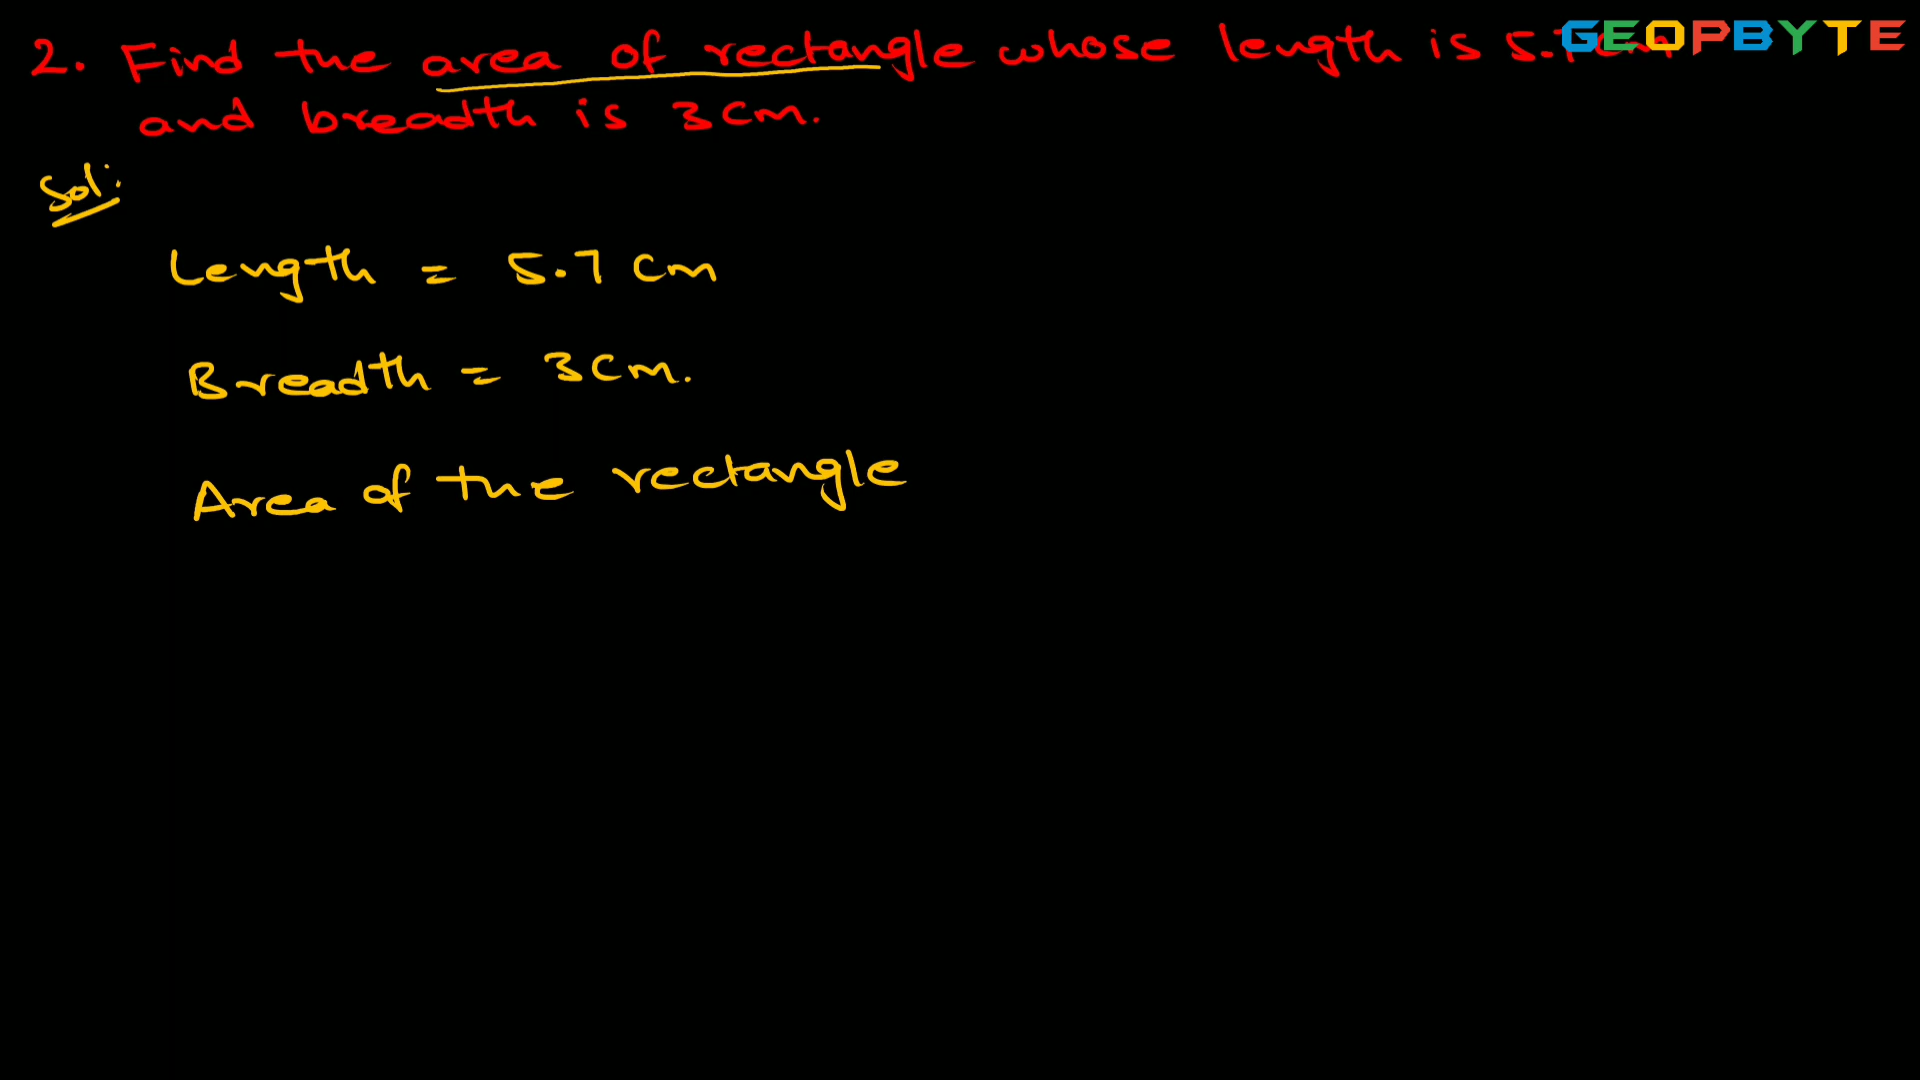 2. Find the area of rectangle whose length is 5.7cm
GEOPBYTE
and breadth is 3cm.
Sol:
Length = 5.7 cm
Breadth = 3cm.
Area of the rectangle